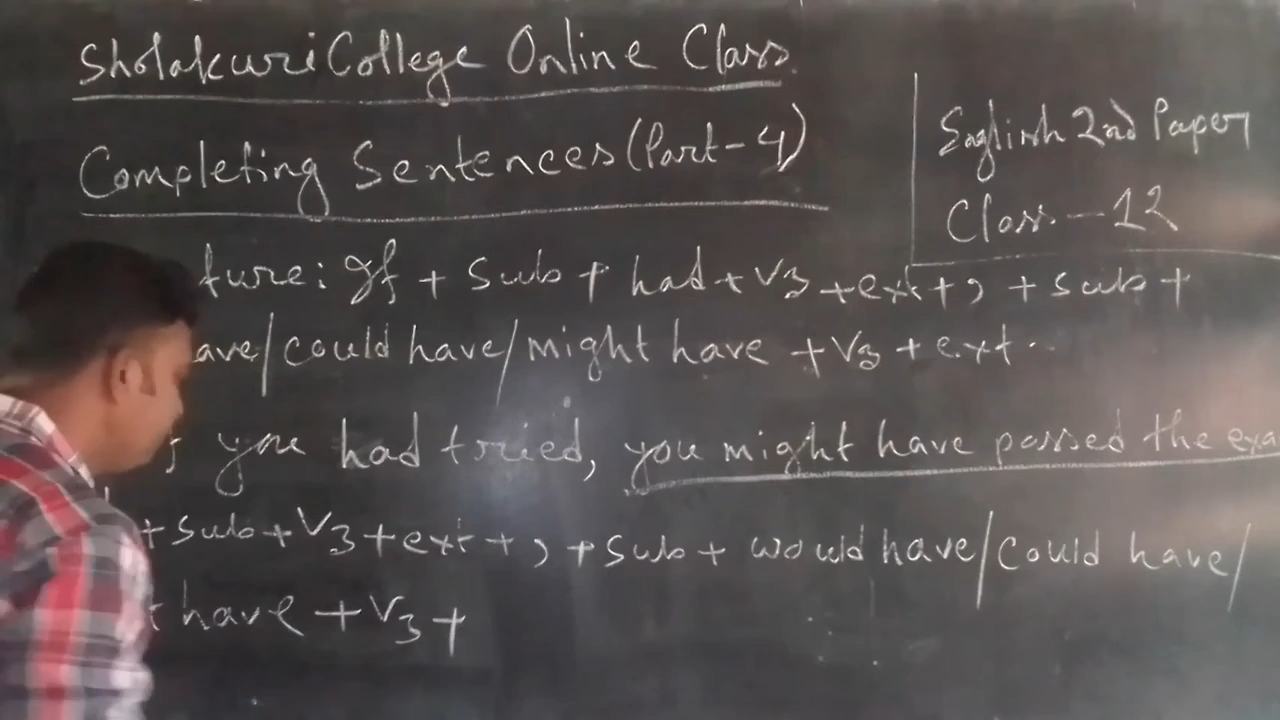 Sholakuri College Online Class.
Completing Sentences (Part-4)
English 2nd Paper
Class-12
ture: If + Sub + had + V3 + ext + , + sub +
ave/could have/might have + V3 + ext..
you had tried, you might have passed the exa
+ sub + V3 + ext + , + sub + would have/could have/
t have + V3 +